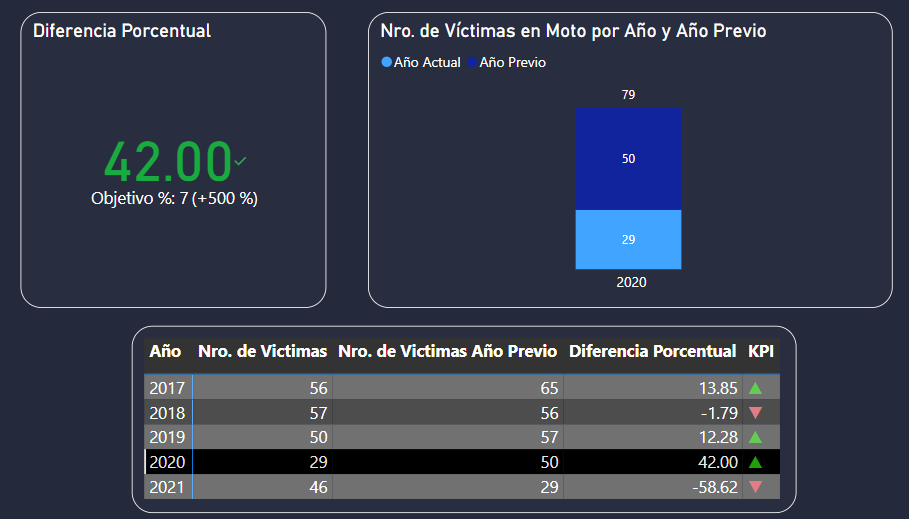 Diferencia Porcentual
42.00
Objetivo %: 7 (+500 %)
Nro. de Víctimas en Moto por Año y Año Previo
Año Actual Año Previo
79
50
29
2020
Año Nro. de Victimas Nro. de Victimas Año Previo Diferencia Porcentual KPI
2017 56 65 13.85
2018 57 56 -1.79
2019 50 57 12.28
2020 29 50 42.00
2021 46 29 -58.62